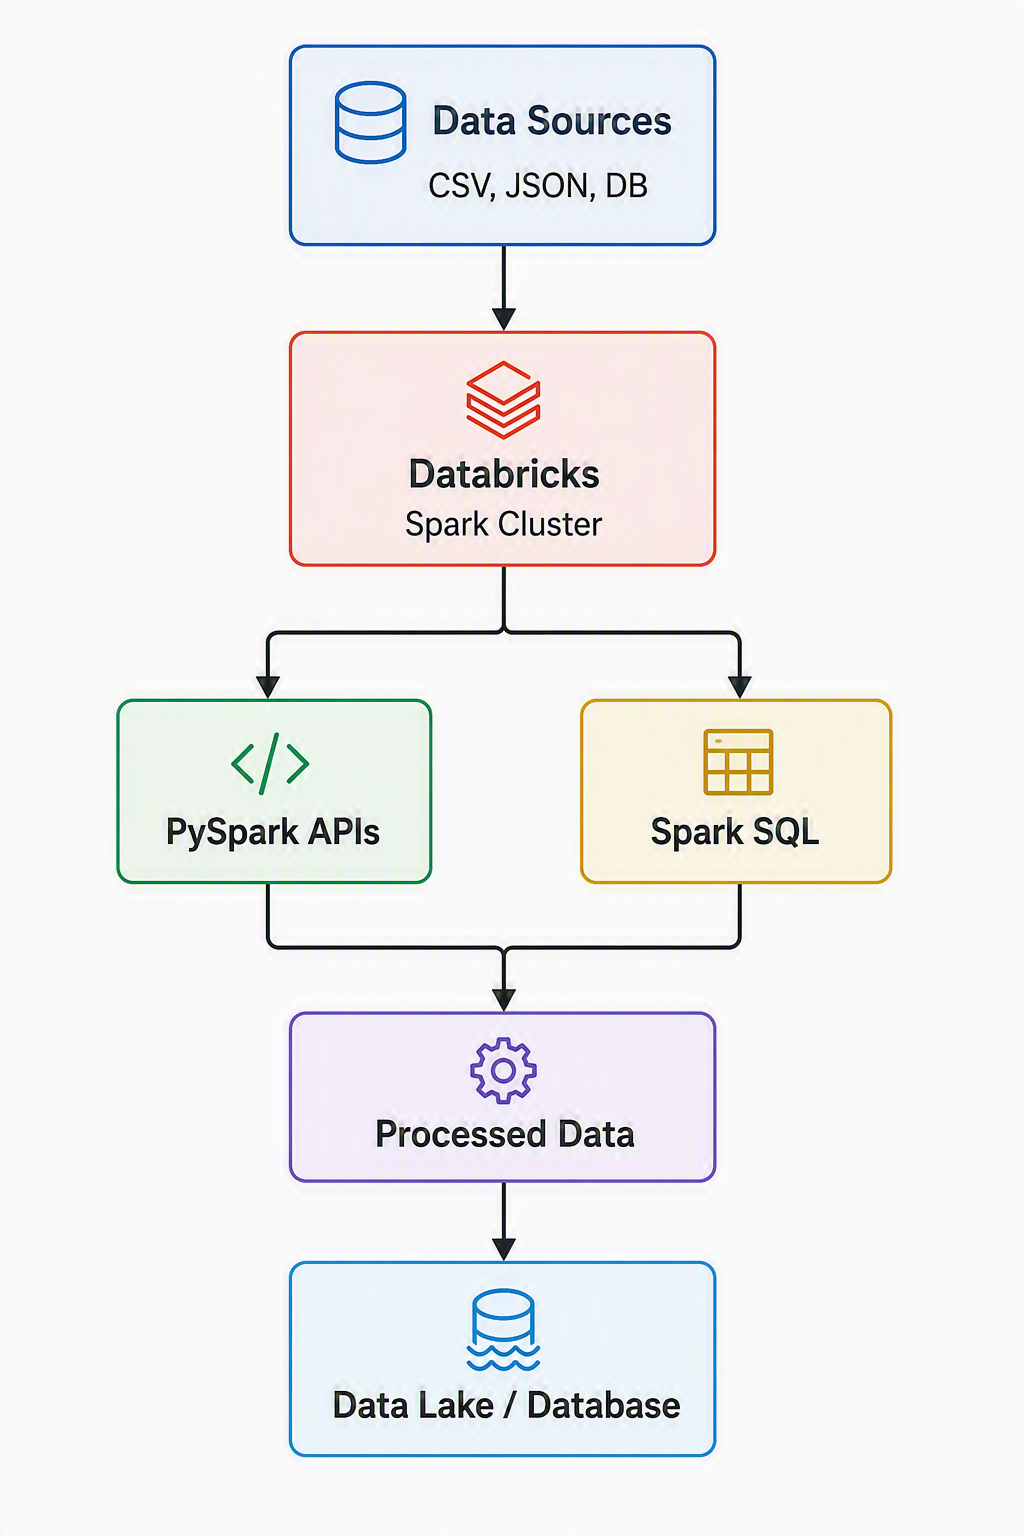 Data Sources
CSV, JSON, DB
Databricks
Spark Cluster
PySpark APIs
Spark SQL
Processed Data
Data Lake / Database